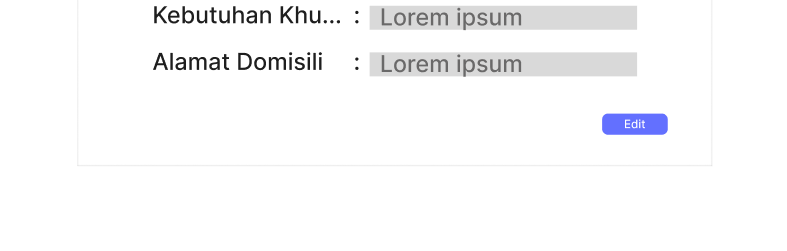 Kebutuhan Khu... : Lorem ipsum
Alamat Domisili : Lorem ipsum
Edit